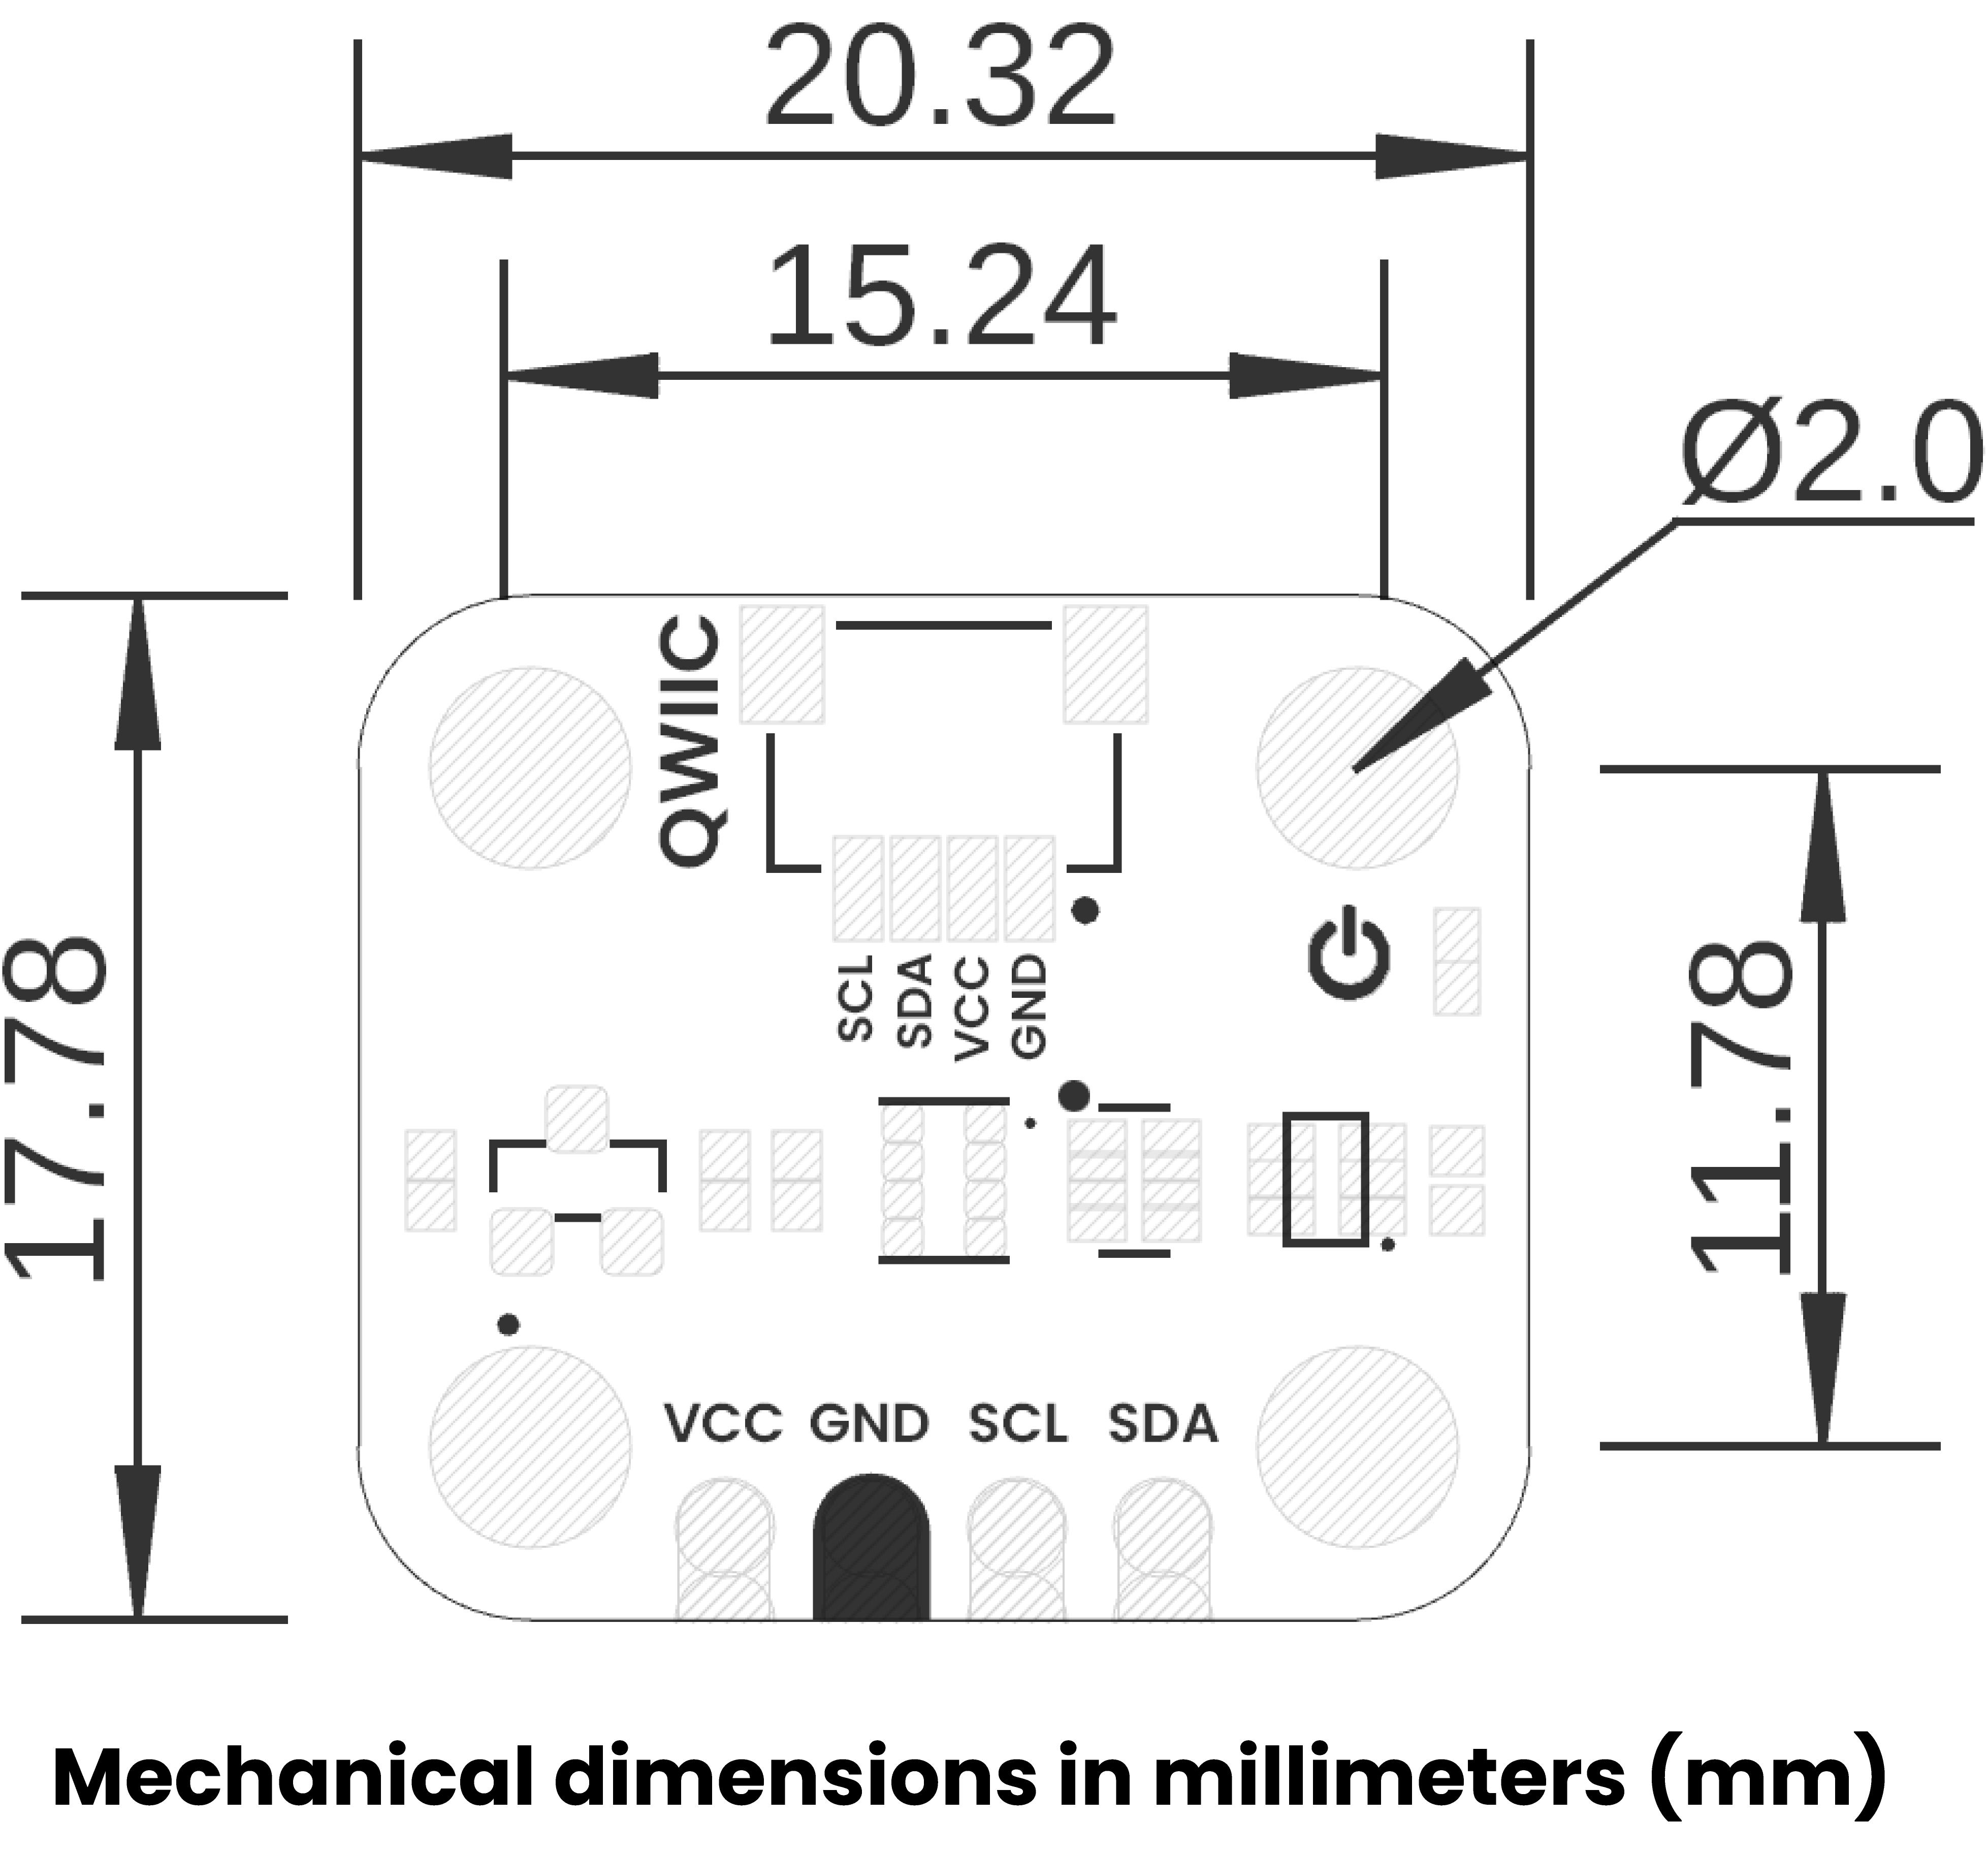 20.32
15.24
Ø2.0
QWIIC
17.78
11.78
SCL
SDA
VCC
GND
VCC GND SCL SDA
Mechanical dimensions in millimeters (mm)